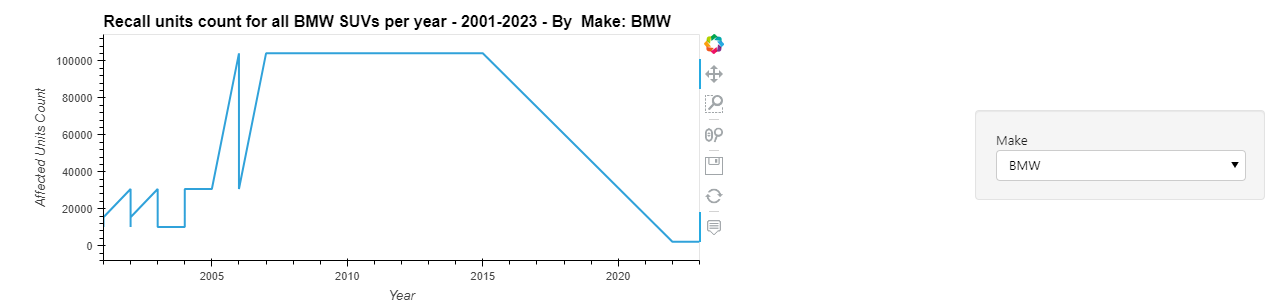 Recall units count for all BMW SUVs per year - 2001-2023 - By  Make: BMW
100000
80000
60000
40000
20000
0
Affected Units Count
2005
2010
2015
2020
Year
Make
BMW